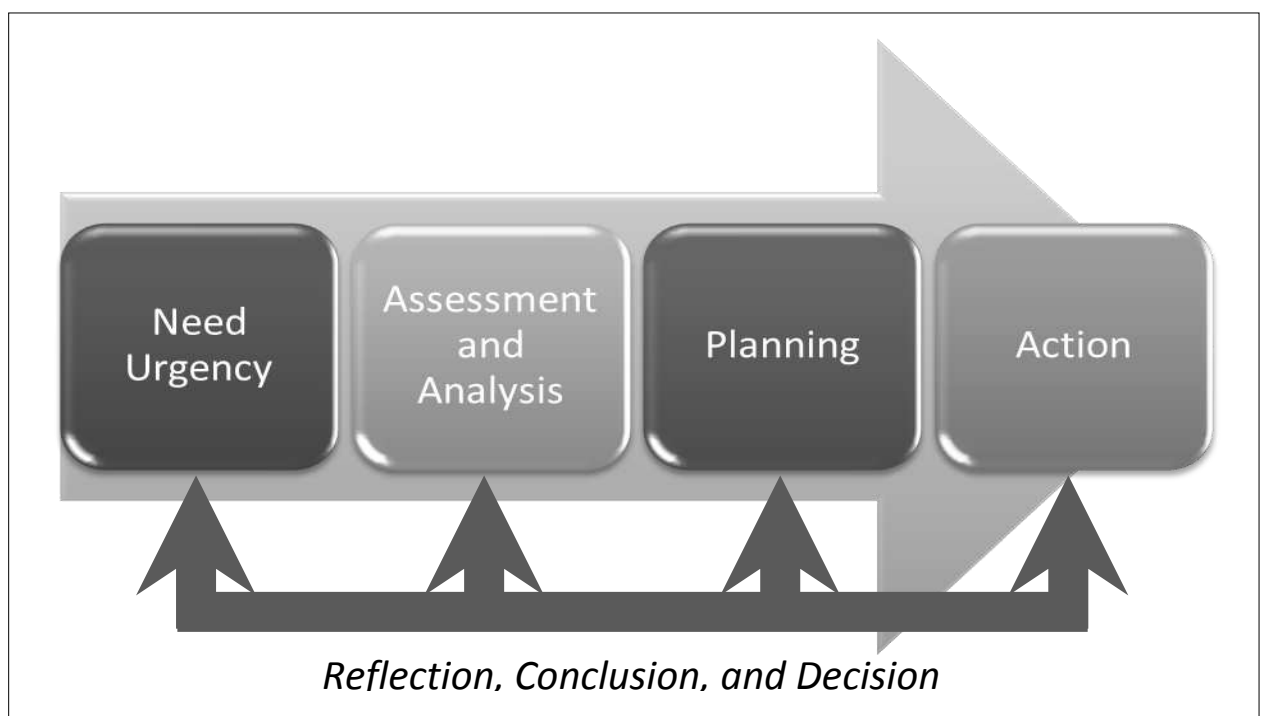 Need
Urgency
Assessment
and
Analysis
Planning
Action
Reflection, Conclusion, and Decision